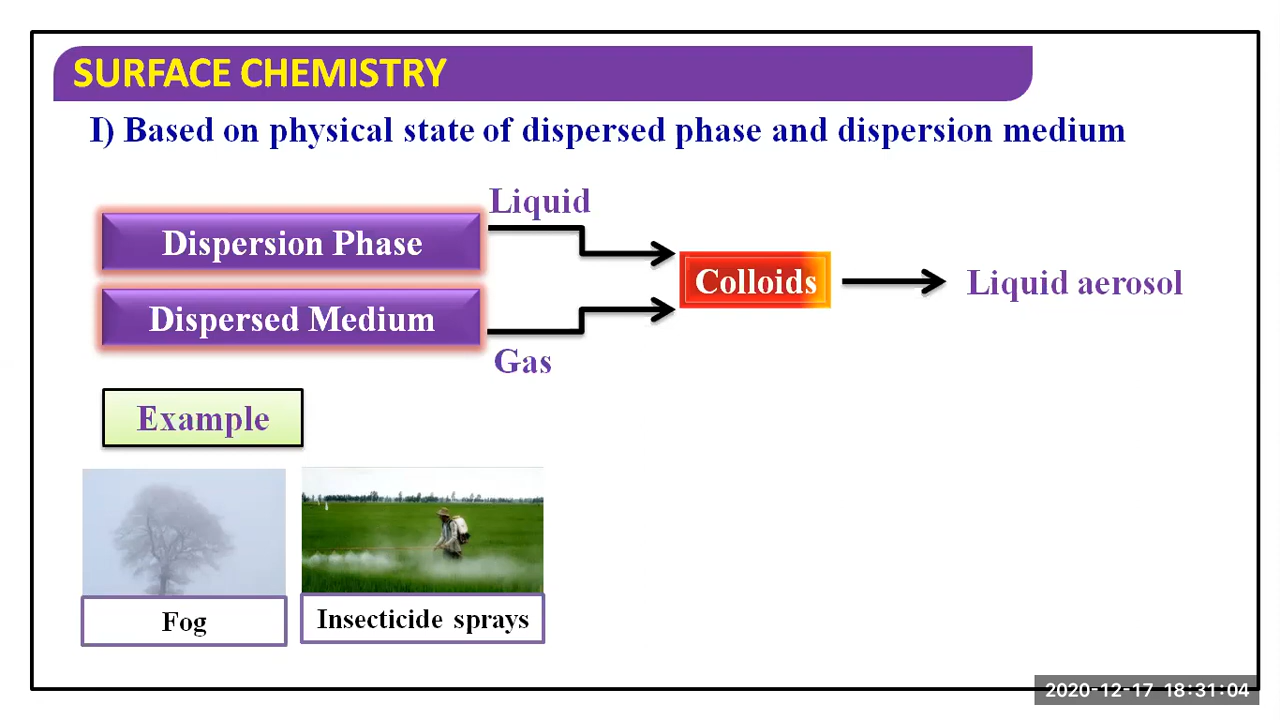 SURFACE CHEMISTRY
I) Based on physical state of dispersed phase and dispersion medium
Liquid
Dispersion Phase
Colloids
Liquid aerosol
Dispersed Medium
Gas
Example
Fog
Insecticide sprays
2020-12-17 18:31:04